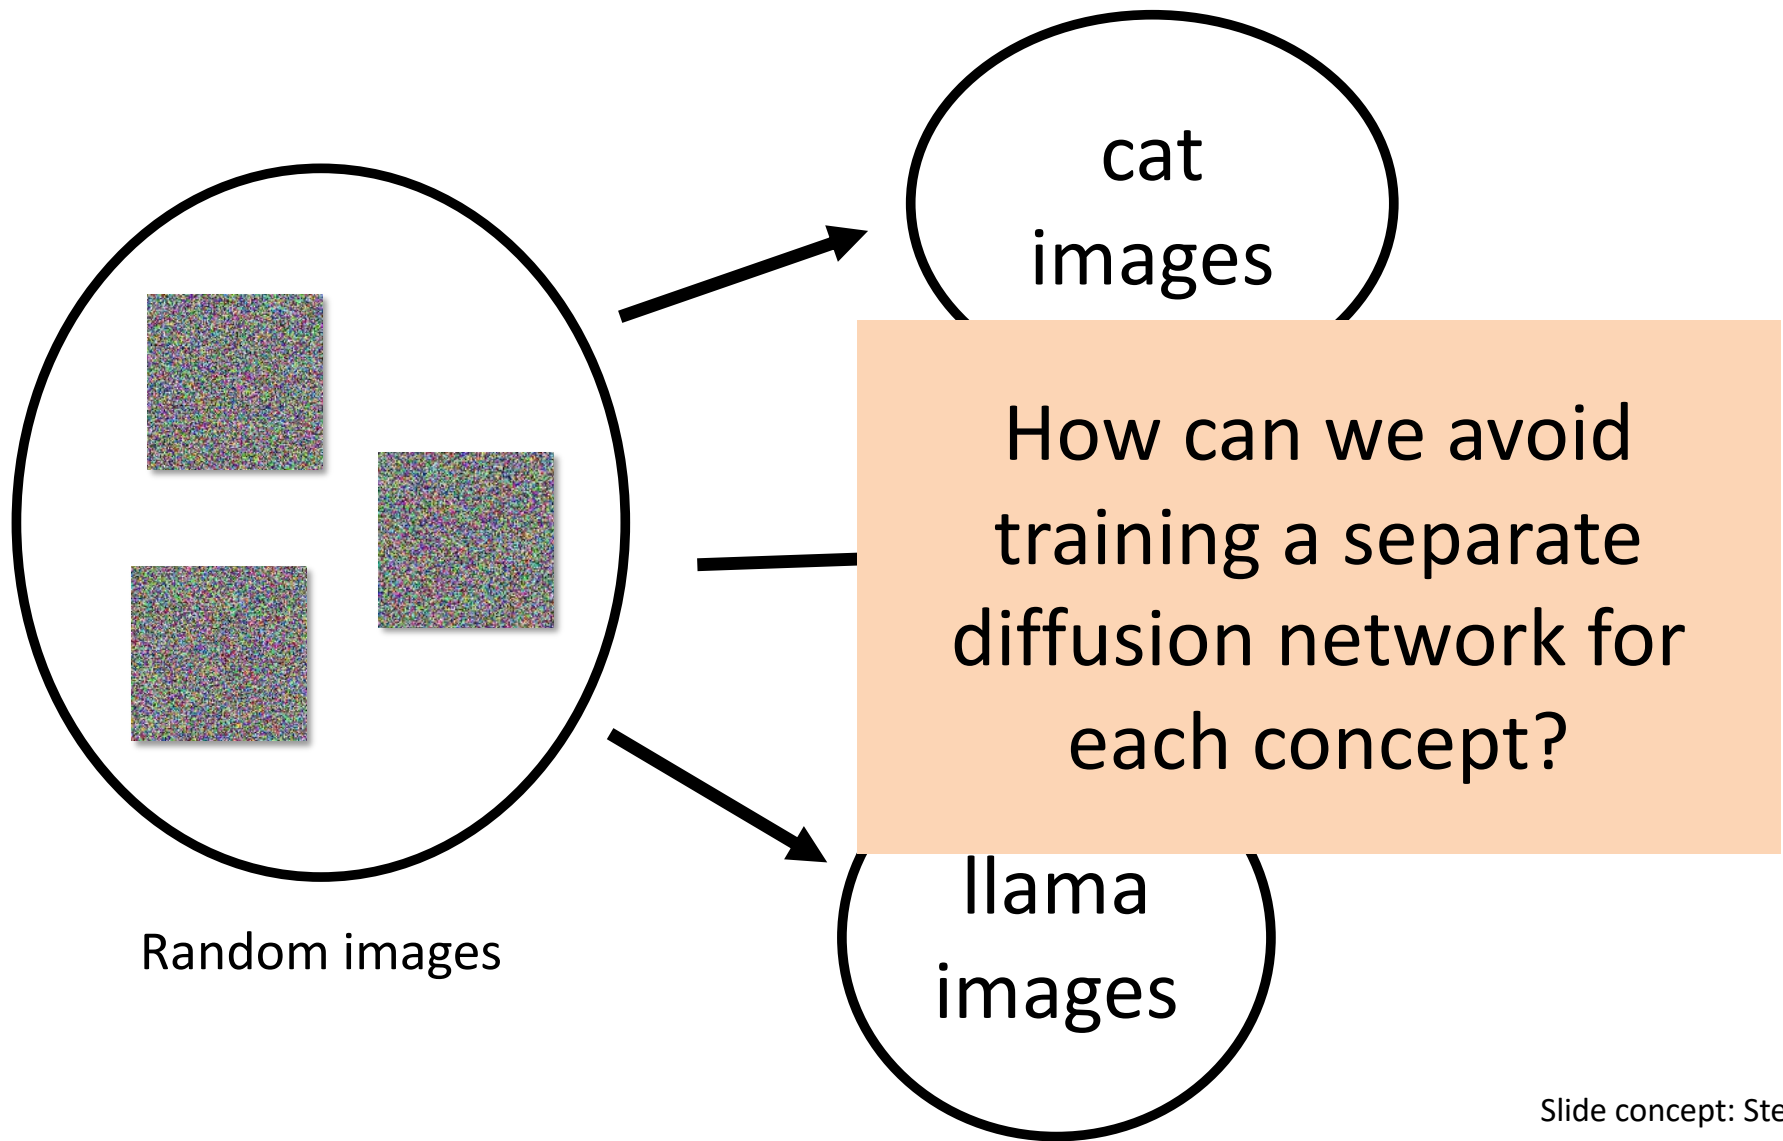 cat
images
How can we avoid
training a separate
diffusion network for
each concept?
llama
images
Random images
Slide concept: